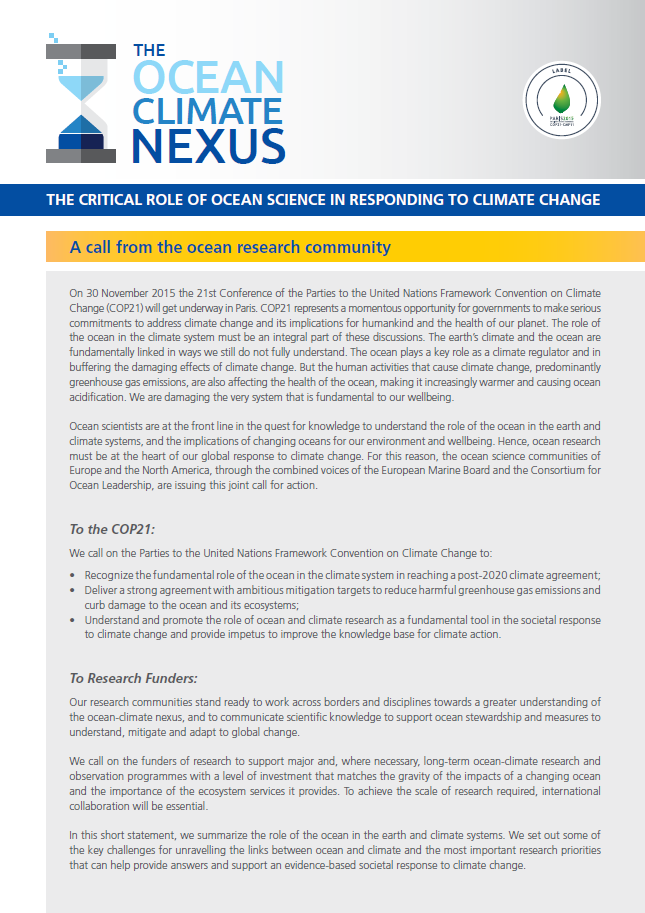 THE
OCEAN
CLIMATE
NEXUS
LABEL
PARIS2015
COP21·CMP11
THE CRITICAL ROLE OF OCEAN SCIENCE IN RESPONDING TO CLIMATE CHANGE
A call from the ocean research community
On 30 November 2015 the 21st Conference of the Parties to the United Nations Framework Convention on Climate
Change (COP21) will get underway in Paris. COP21 represents a momentous opportunity for governments to make serious
commitments to address climate change and its implications for humankind and the health of our planet. The role of
the ocean in the climate system must be an integral part of these discussions. The earth's climate and the ocean are
fundamentally linked in ways we still do not fully understand. The ocean plays a key role as a climate regulator and in
buffering the damaging effects of climate change. But the human activities that cause climate change, predominantly
greenhouse gas emissions, are also affecting the health of the ocean, making it increasingly warmer and causing ocean
acidification. We are damaging the very system that is fundamental to our wellbeing.
Ocean scientists are at the front line in the quest for knowledge to understand the role of the ocean in the earth and
climate systems, and the implications of changing oceans for our environment and wellbeing. Hence, ocean research
must be at the heart of our global response to climate change. For this reason, the ocean science communities of
Europe and the North America, through the combined voices of the European Marine Board and the Consortium for
Ocean Leadership, are issuing this joint call for action.
To the COP21:
We call on the Parties to the United Nations Framework Convention on Climate Change to:
• Recognize the fundamental role of the ocean in the climate system in reaching a post-2020 climate agreement;
• Deliver a strong agreement with ambitious mitigation targets to reduce harmful greenhouse gas emissions and
curb damage to the ocean and its ecosystems;
• Understand and promote the role of ocean and climate research as a fundamental tool in the societal response
to climate change and provide impetus to improve the knowledge base for climate action.
To Research Funders:
Our research communities stand ready to work across borders and disciplines towards a greater understanding of
the ocean-climate nexus, and to communicate scientific knowledge to support ocean stewardship and measures to
understand, mitigate and adapt to global change.
We call on the funders of research to support major and, where necessary, long-term ocean-climate research and
observation programmes with a level of investment that matches the gravity of the impacts of a changing ocean
and the importance of the ecosystem services it provides. To achieve the scale of research required, international
collaboration will be essential.
In this short statement, we summarize the role of the ocean in the earth and climate systems. We set out some of
the key challenges for unravelling the links between ocean and climate and the most important research priorities
that can help provide answers and support an evidence-based societal response to climate change.